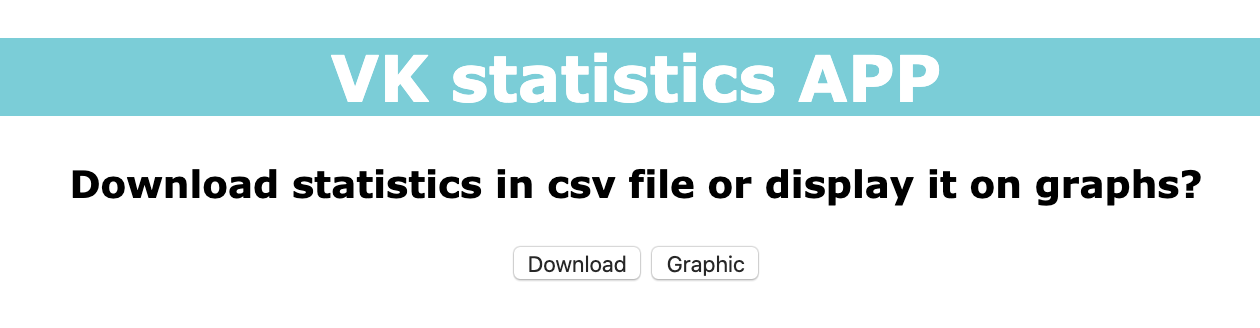 VK statistics APP
Download statistics in csv file or display it on graphs?
Download Graphic